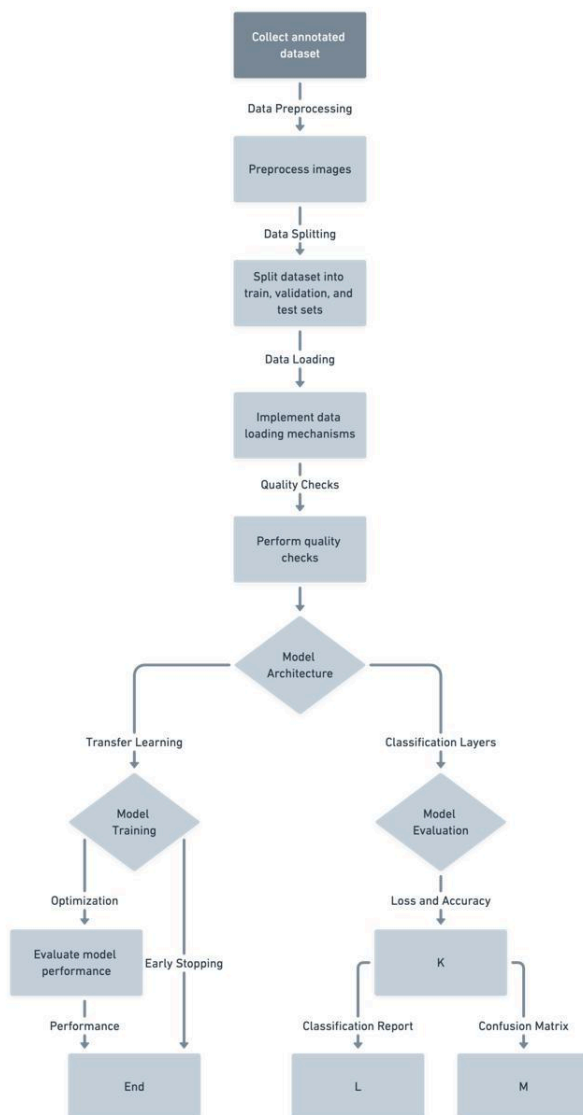 Collect annotated
dataset
Data Preprocessing
Preprocess images
Data Splitting
Split dataset into
train, validation, and
test sets
Data Loading
Implement data
loading mechanisms
Quality Checks
Perform quality
checks
Model
Architecture
Transfer Learning
Classification Layers
Model
Training
Model
Evaluation
Optimization
Loss and Accuracy
Evaluate model
performance
Early Stopping
K
Performance
Classification Report
Confusion Matrix
End
L
M